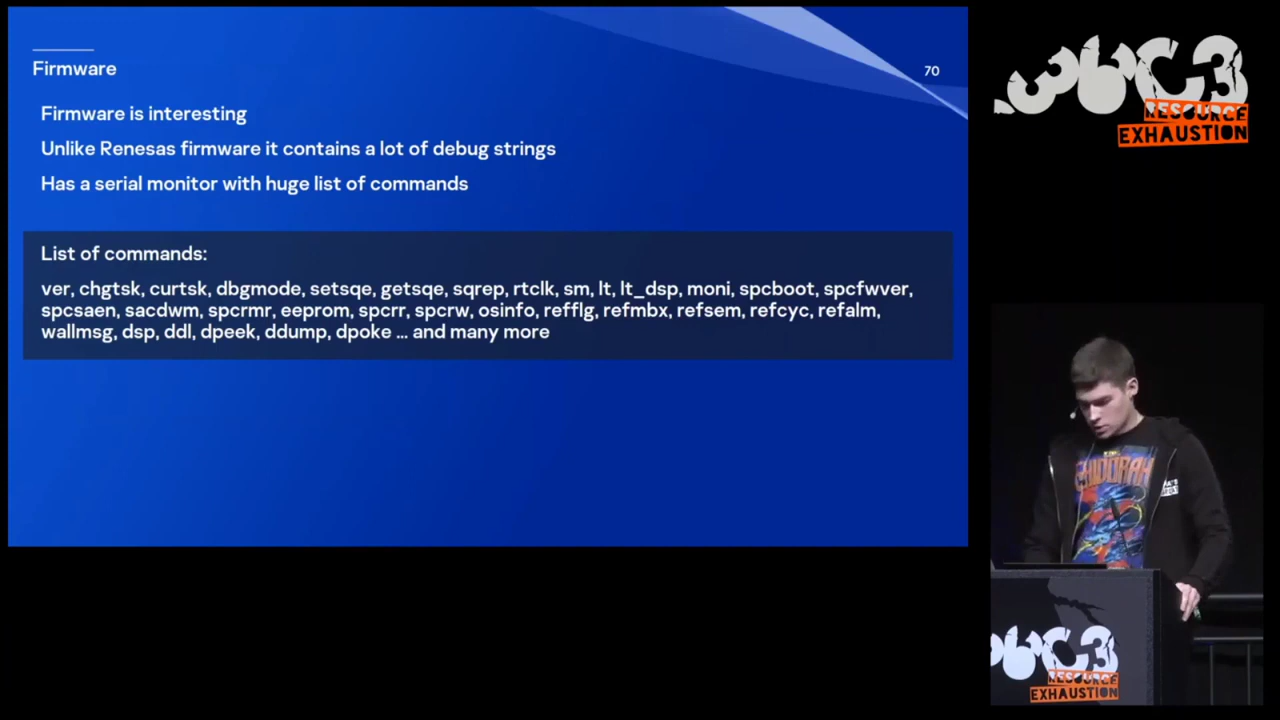 Firmware
70
Firmware is interesting
Unlike Renesas firmware it contains a lot of debug strings
Has a serial monitor with huge list of commands
List of commands:
ver, chgtsk, curtsk, dbgmode, setsqe, getsqe, sqrep, rtclk, sm, lt, lt_dsp, moni, spcboot, spcfwver,
spcsaen, sacdwm, spcrmr, eeprom, spcrr, spcrw, osinfo, refflg, refmbx, refsem, refcyc, refalm,
wallmsg, dsp, ddl, dpeek, ddump, dpoke ... and many more
36C3
RESOURCE
EXHAUSTION
GHIDORAH
36C3
RESOURCE
EXHAUSTION